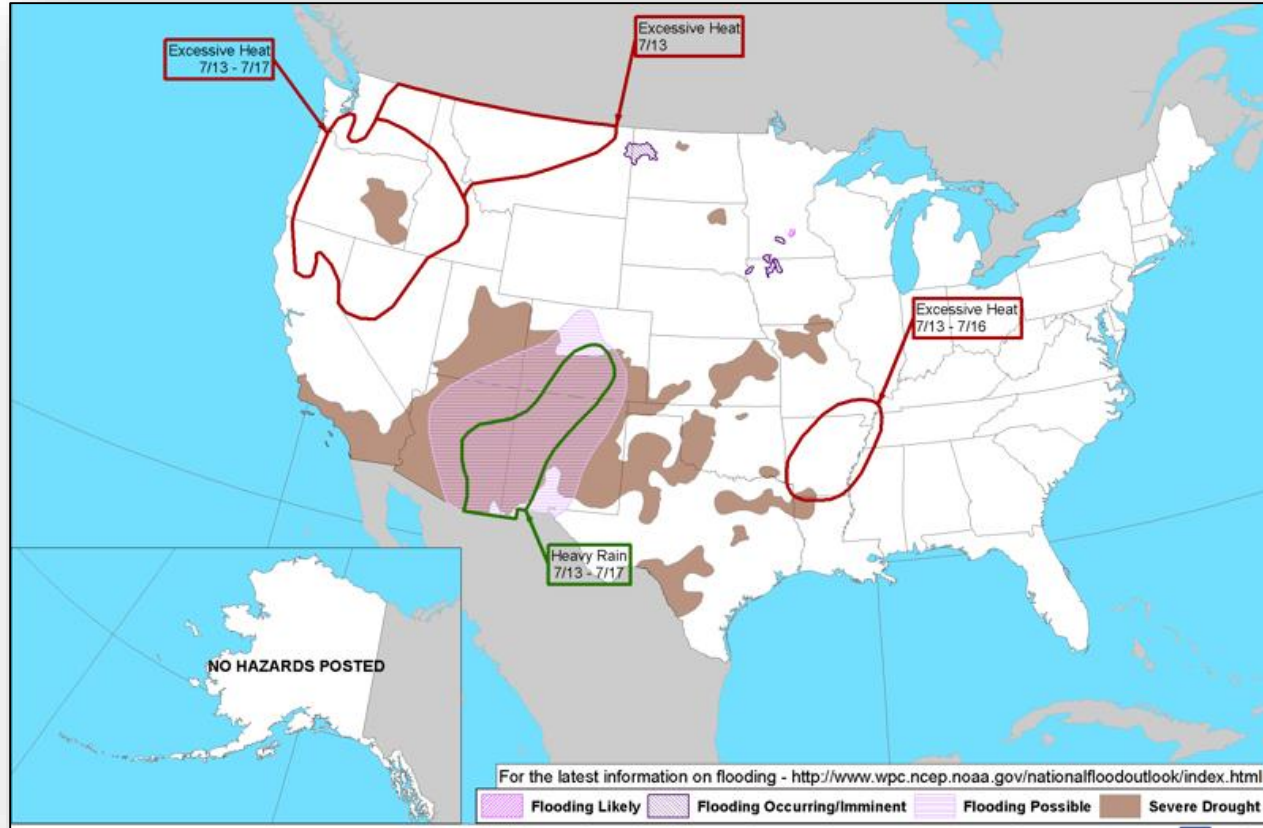 Excessive Heat
7/13
Excessive Heat
7/13 - 7/17
Excessive Heat
7/13 - 7/16
Heavy Rain
7/13 - 7/17
NO HAZARDS POSTED
For the latest information on flooding - http://www.wpc.ncep.noaa.gov/nationalfloodoutlook/index.html
Flooding Likely Flooding Occurring/Imminent Flooding Possible Severe Drought